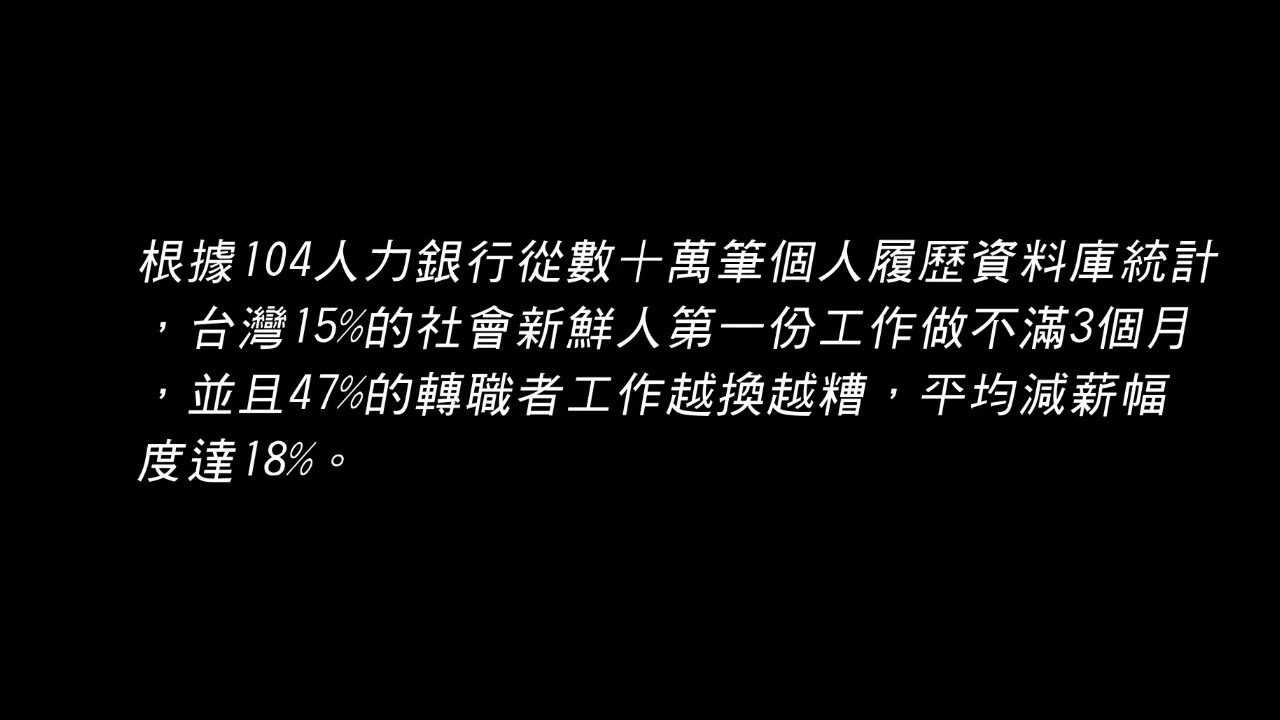 根據104人力銀行從數十萬筆個人履歷資料庫統計
，台灣15%的社會新鮮人第一份工作做不滿3個月
，並且47%的轉職者工作越換越糟，平均減薪幅
度達18%。